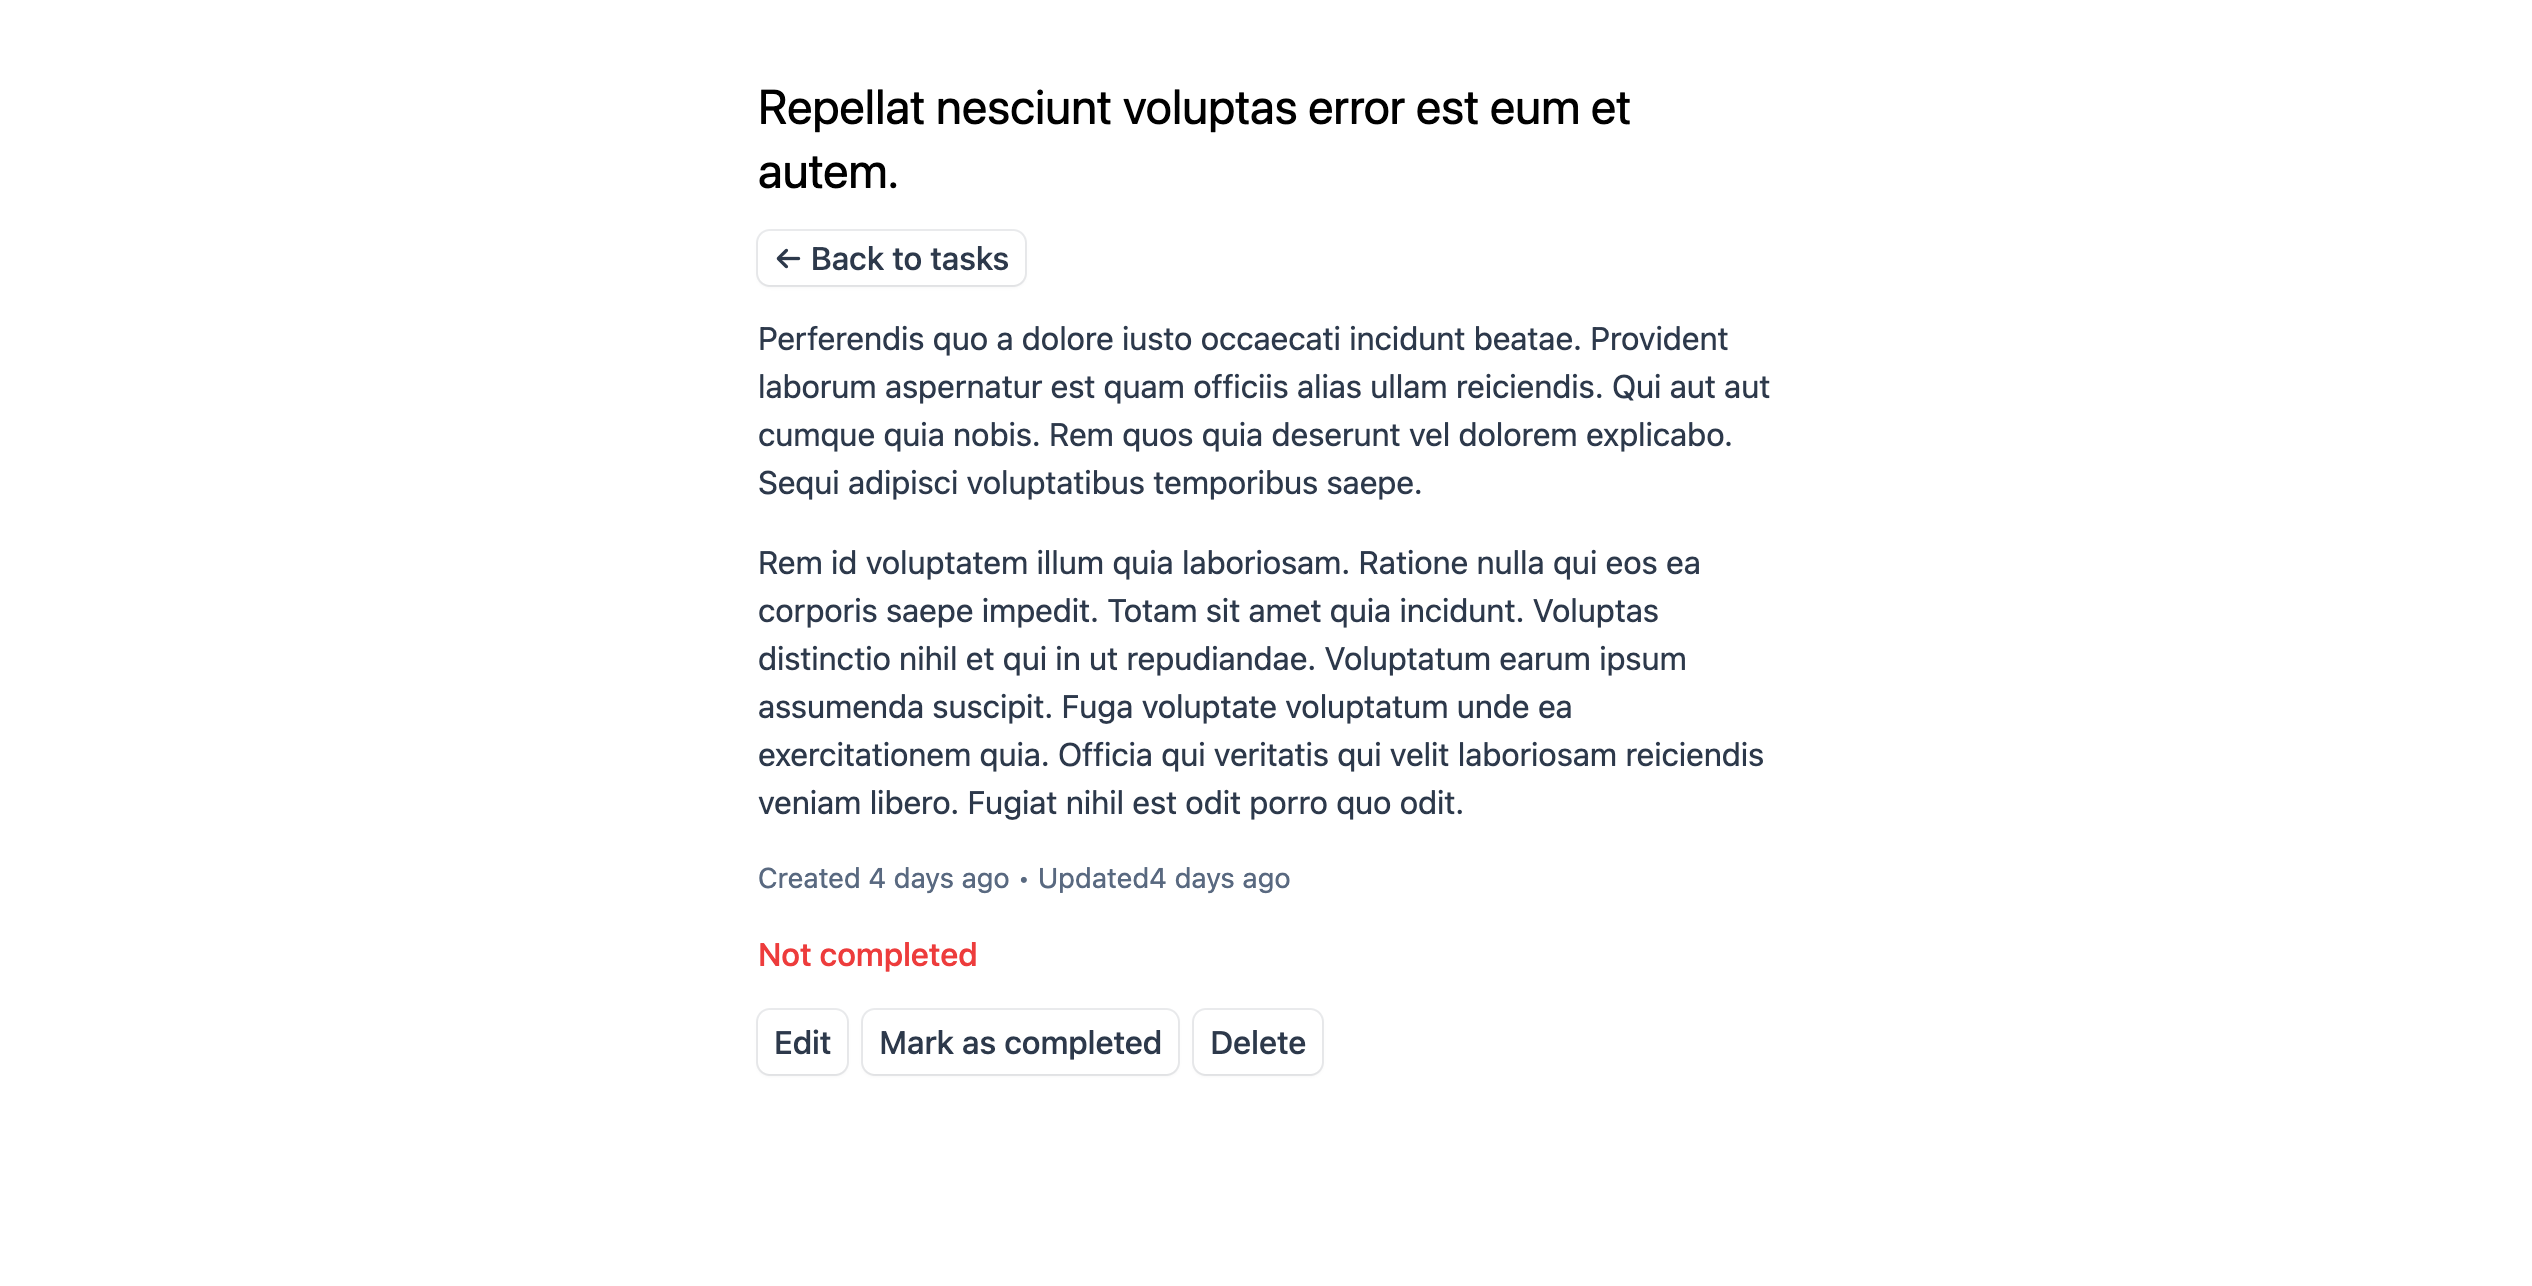 Repellat nesciunt voluptas error est eum et
autem.
← Back to tasks
Perferendis quo a dolore iusto occaecati incidunt beatae. Provident
laborum aspernatur est quam officiis alias ullam reiciendis. Qui aut aut
cumque quia nobis. Rem quos quia deserunt vel dolorem explicabo.
Sequi adipisci voluptatibus temporibus saepe.
Rem id voluptatem illum quia laboriosam. Ratione nulla qui eos ea
corporis saepe impedit. Totam sit amet quia incidunt. Voluptas
distinctio nihil et qui in ut repudiandae. Voluptatum earum ipsum
assumenda suscipit. Fuga voluptate voluptatum unde ea
exercitationem quia. Officia qui veritatis qui velit laboriosam reiciendis
veniam libero. Fugiat nihil est odit porro quo odit.
Created 4 days ago • Updated4 days ago
Not completed
Edit Mark as completed Delete